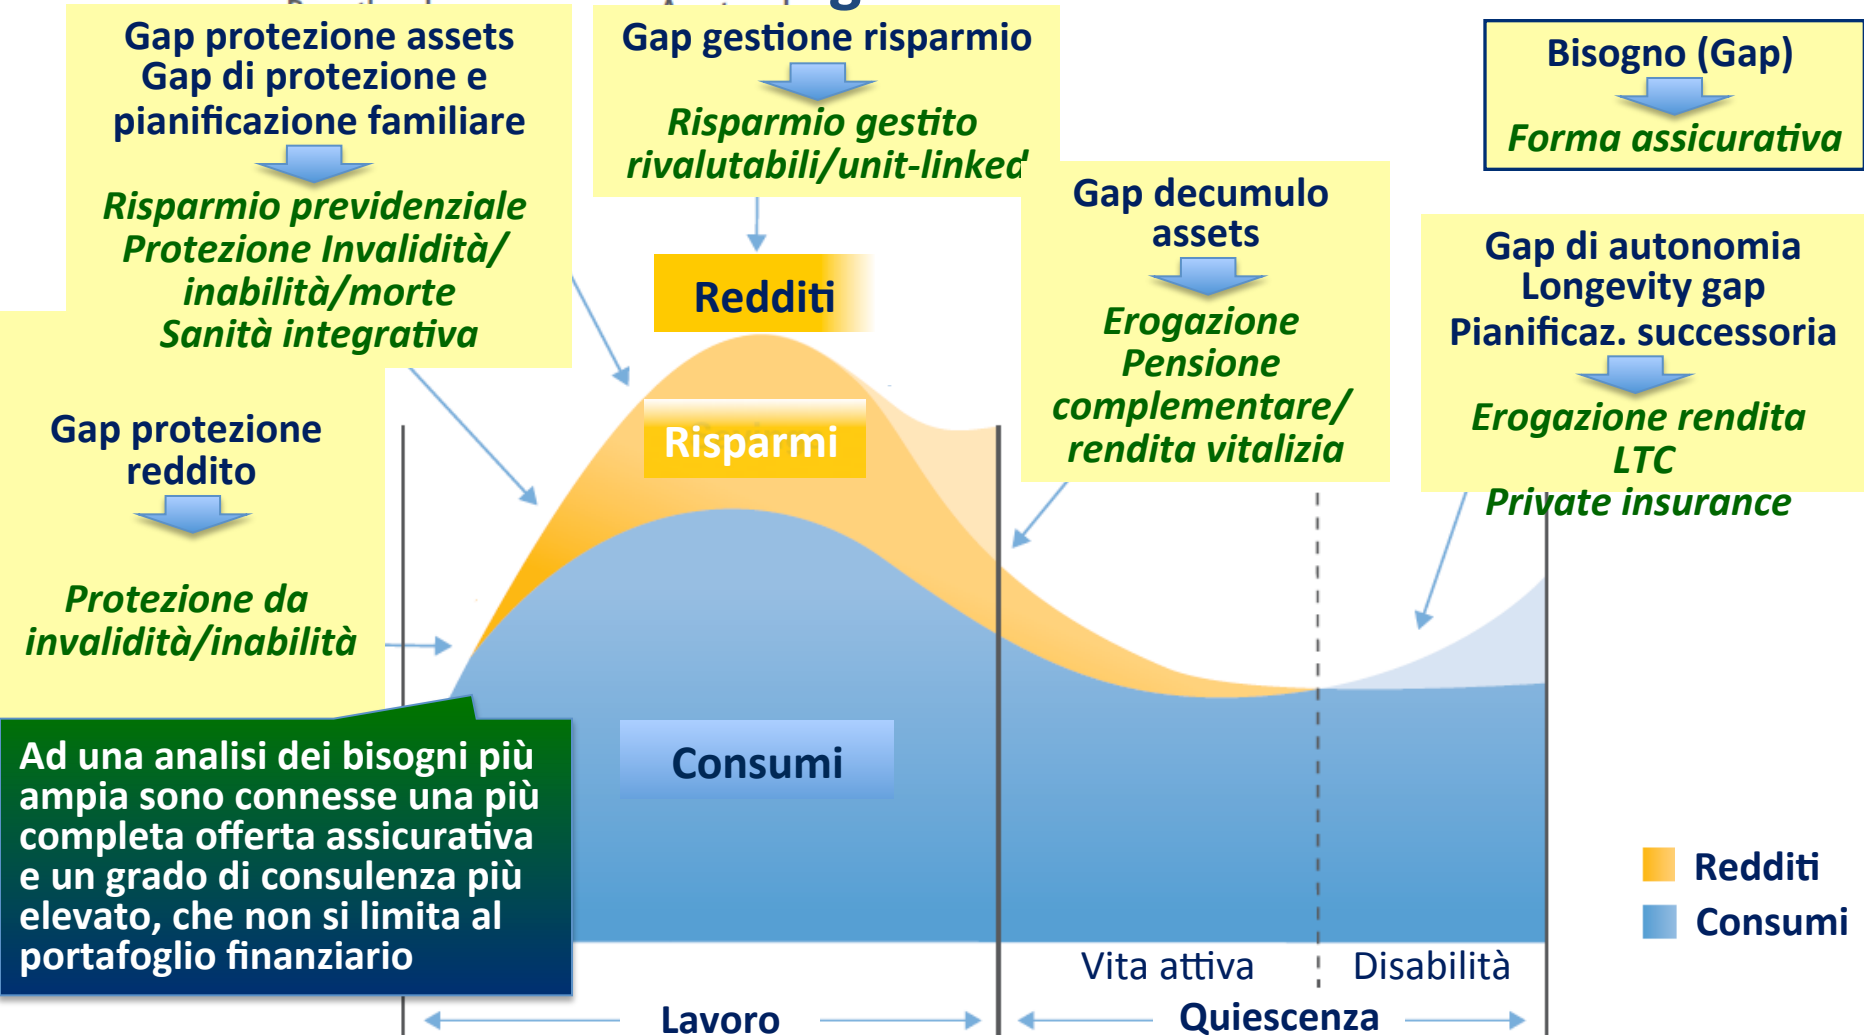 Gap protezione assets
Gap di protezione e
pianificazione familiare
Risparmio previdenziale
Protezione Invalidità/
inabilità/morte
Sanità integrativa
Gap gestione risparmio
Risparmio gestito
rivalutabili/unit-linked
Bisogno (Gap)
Forma assicurativa
Gap decumulo
assets
Erogazione
Pensione
complementare/
rendita vitalizia
Gap di autonomia
Longevity gap
Pianificaz. successoria
Erogazione rendita
LTC
Private insurance
Gap protezione
reddito
Protezione da
invalidità/inabilità
Redditi
Risparmi
Consumi
Ad una analisi dei bisogni più
ampia sono connesse una più
completa offerta assicurativa
e un grado di consulenza più
elevato, che non si limita al
portafoglio finanziario
Redditi
Consumi
Vita attiva
Disabilità
Lavoro
Quiescenza